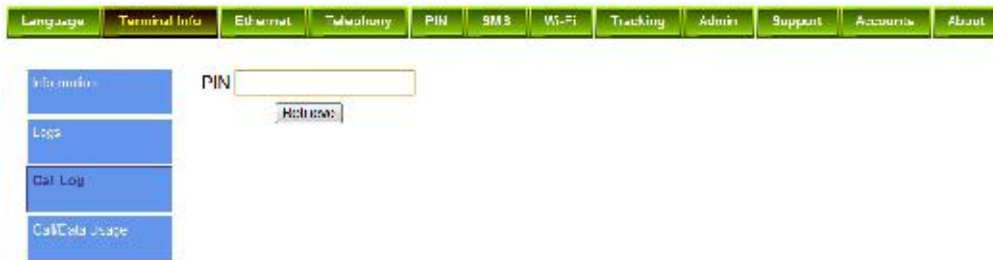 Language Terminal Info Ethernet Telephony PIN SMS Wi-Fi Tracking Admin Support Accounts About
Information
PIN
Retrieve
Logs
Call Log
Call/Data Usage